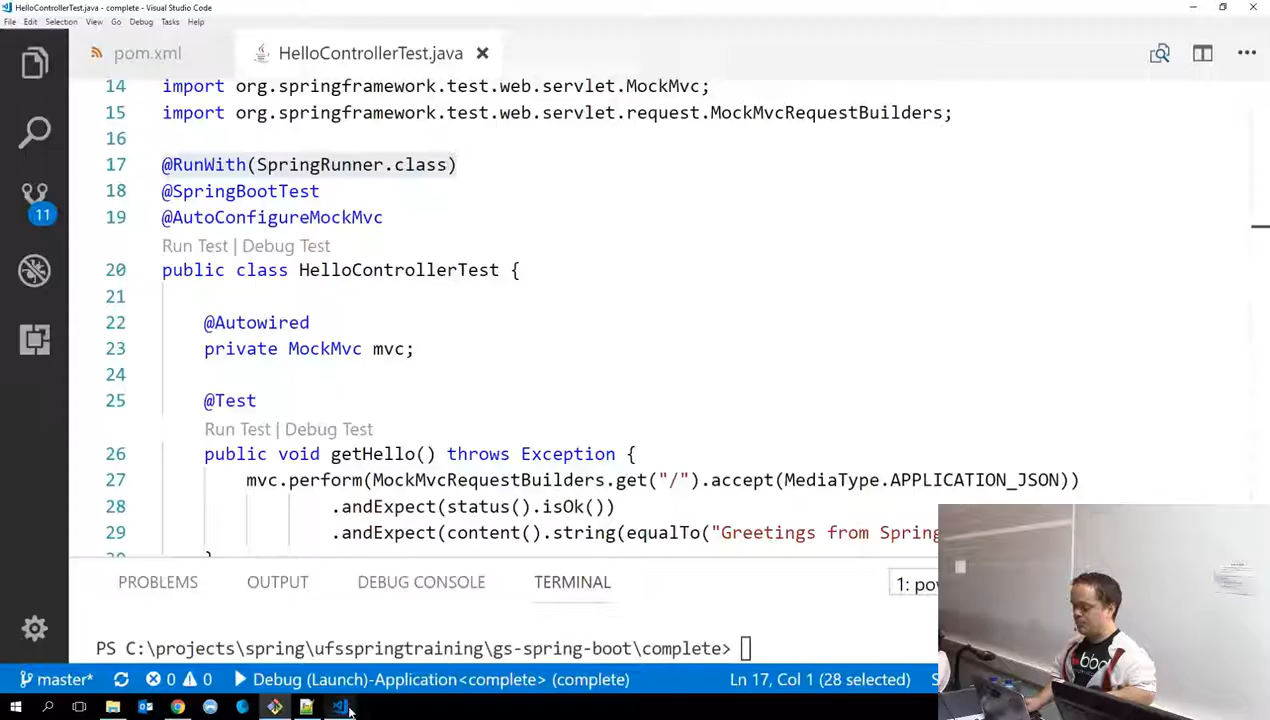 HelloControllerTest.java - complete - Visual Studio Code
File Edit Selection View Go Debug Tasks Help
pom.xml HelloControllerTest.java
14 import org.springframework.test.web.servlet.MockMvc;
15 import org.springframework.test.web.servlet.request.MockMvcRequestBuilders;
16
17 @RunWith(SpringRunner.class)
18 @SpringBootTest
19 @AutoConfigureMockMvc
Run Test | Debug Test
20 public class HelloControllerTest {
21
22 @Autowired
23 private MockMvc mvc;
24
25 @Test
Run Test | Debug Test
26 public void getHello() throws Exception {
27 mvc.perform(MockMvcRequestBuilders.get("/").accept(MediaType.APPLICATION_JSON))
28 .andExpect(status().isOk())
29 .andExpect(content().string(equalTo("Greetings from Spring
11
PROBLEMS OUTPUT DEBUG CONSOLE TERMINAL 1: pow
PS C:\projects\spring\ufsspringtraining\gs-spring-boot\complete>
master* 0 0 Debug (Launch)-Application<complete> (complete) Ln 17, Col 1 (28 selected) S
bbd